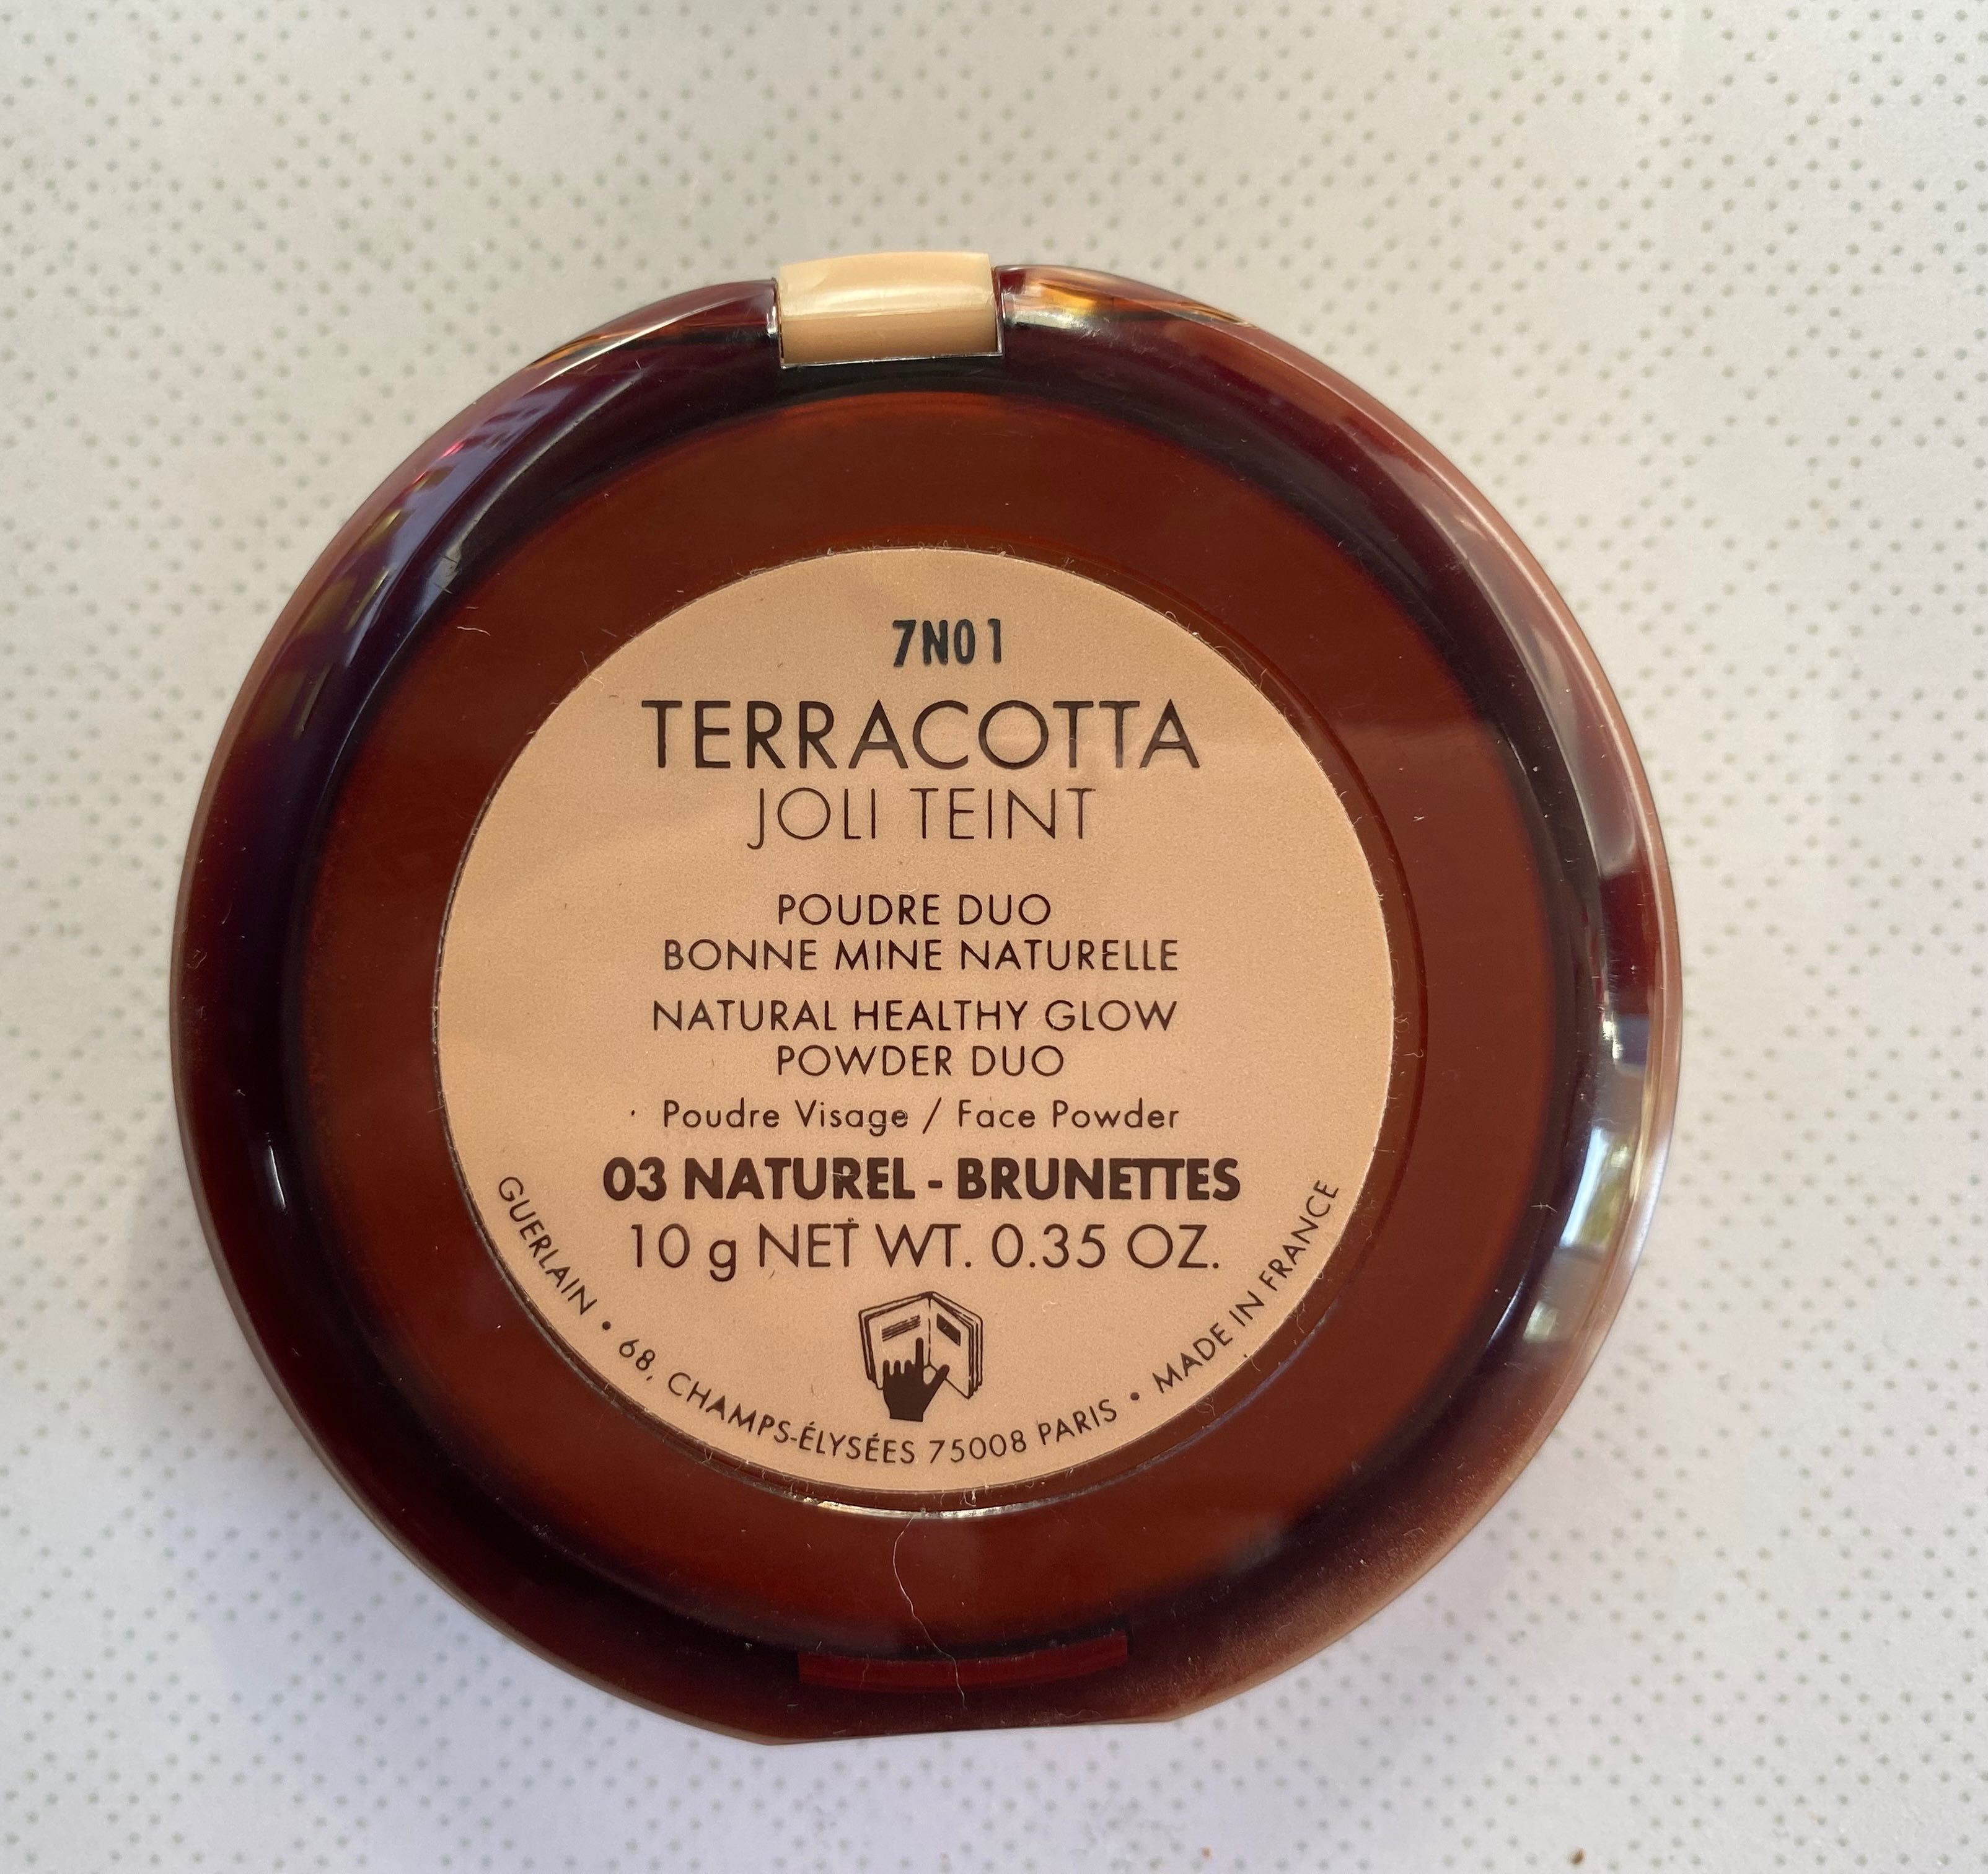 7N01
TERRACOTTA
JOLI TEINT
POUDRE DUO
BONNE MINE NATURELLE
NATURAL HEALTHY GLOW
POWDER DUO
Poudre Visage / Face Powder
03 NATUREL - BRUNETTES
10 g NET WT. 0.35 OZ.
GUERLAIN • 68, CHAMPS-ÉLYSÉES 75008 PARIS • MADE IN FRANCE